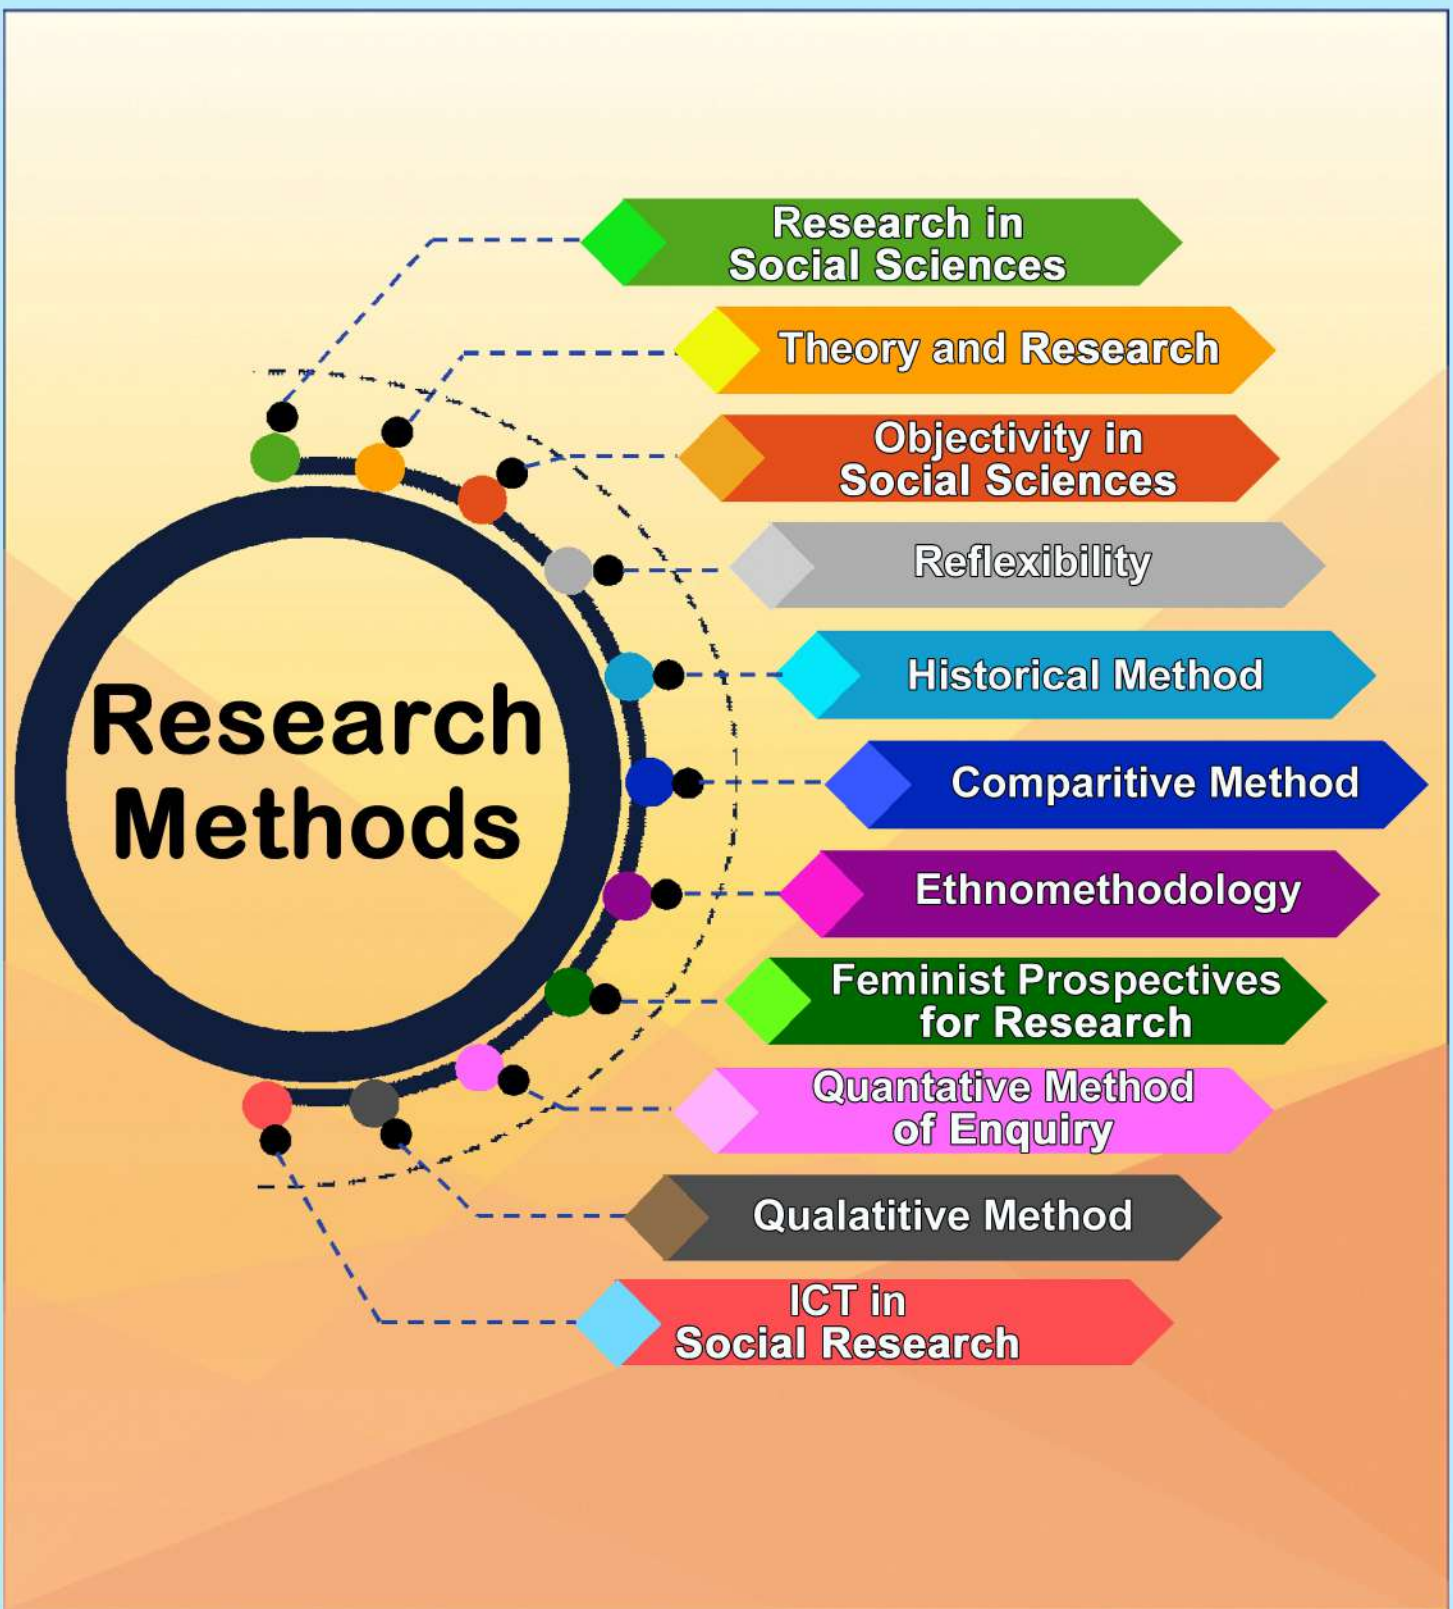 Research in
Social Sciences
Theory and Research
Objectivity in
Social Sciences
Reflexibility
Historical Method
Research
Methods
Comparitive Method
Ethnomethodology
Feminist Prospectives
for Research
Quantative Method
of Enquiry
Qualatitive Method
ICT in
Social Research